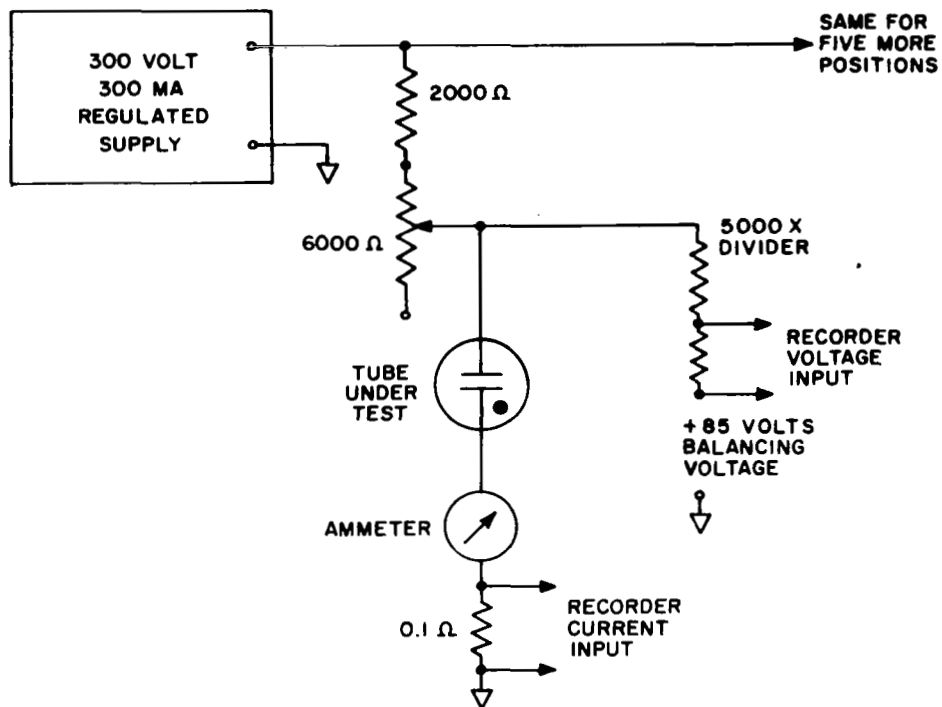 300 VOLT
300 MA
REGULATED
SUPPLY
SAME FOR
FIVE MORE
POSITIONS
2000 Ω
6000 Ω
5000 X
DIVIDER
RECORDER
VOLTAGE
INPUT
TUBE
UNDER
TEST
+85 VOLTS
BALANCING
VOLTAGE
AMMETER
0.1 Ω
RECORDER
CURRENT
INPUT